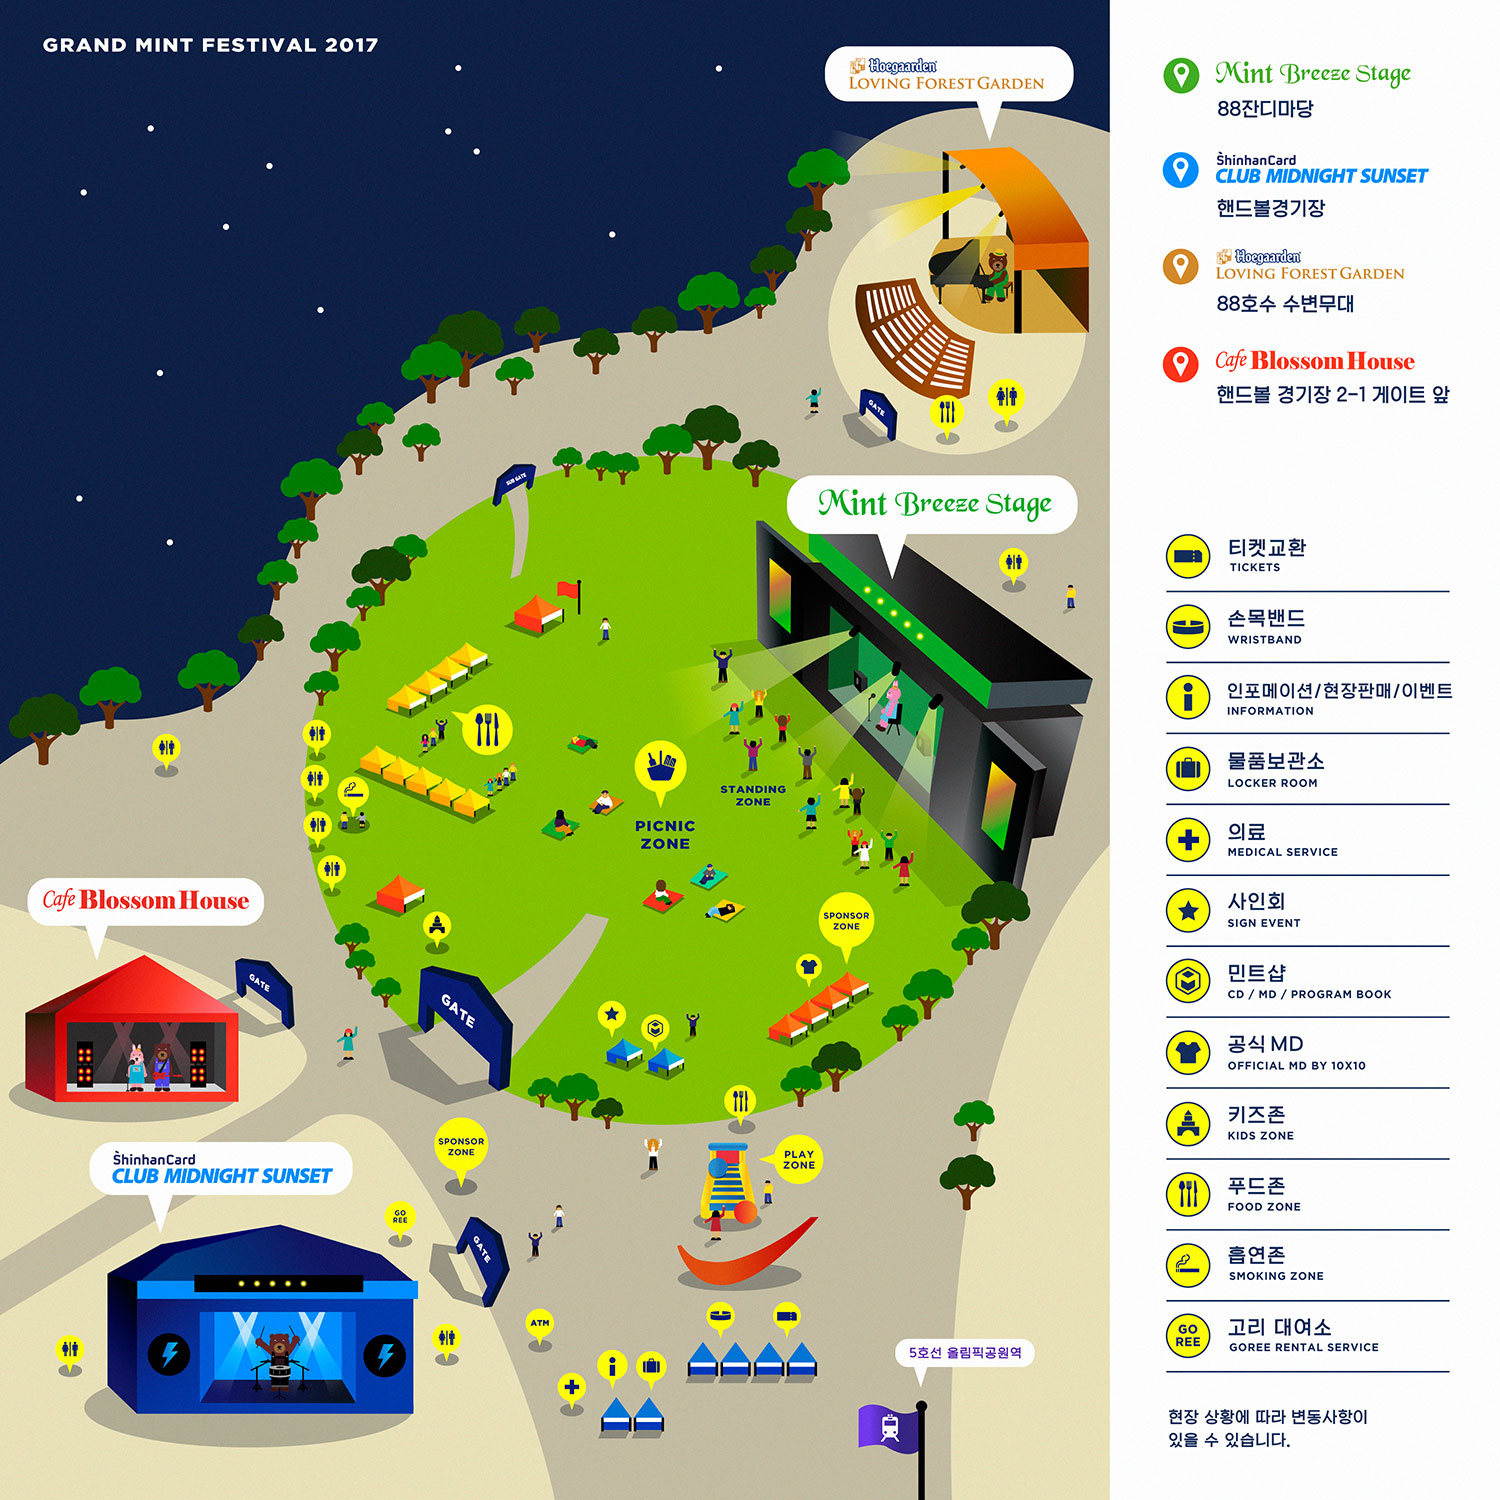 GRAND MINT FESTIVAL 2017
Hoegaarden
LOVING FOREST GARDEN
GATE
SUB GATE
Mint Breeze Stage
STANDING
ZONE
PICNIC
ZONE
Cafe Blossom House
SPONSOR
ZONE
GATE
GATE
SPONSOR
ZONE
PLAY
ZONE
ShinhanCard
CLUB MIDNIGHT SUNSET
GO
REE
GATE
ATM
5호선 올림픽공원역
Mint Breeze Stage
88잔디마당
ShinhanCard
CLUB MIDNIGHT SUNSET
핸드볼경기장
Hoegaarden
LOVING FOREST GARDEN
88호수 수변무대
Cafe Blossom House
핸드볼 경기장 2-1 게이트 앞
티켓교환
TICKETS
손목밴드
WRISTBAND
인포메이션/현장판매/이벤트
INFORMATION
물품보관소
LOCKER ROOM
의료
MEDICAL SERVICE
사인회
SIGN EVENT
민트샵
CD / MD / PROGRAM BOOK
공식 MD
OFFICIAL MD BY 10X10
키즈존
KIDS ZONE
푸드존
FOOD ZONE
흡연존
SMOKING ZONE
GO
REE
고리 대여소
GOREE RENTAL SERVICE
현장 상황에 따라 변동사항이
있을 수 있습니다.